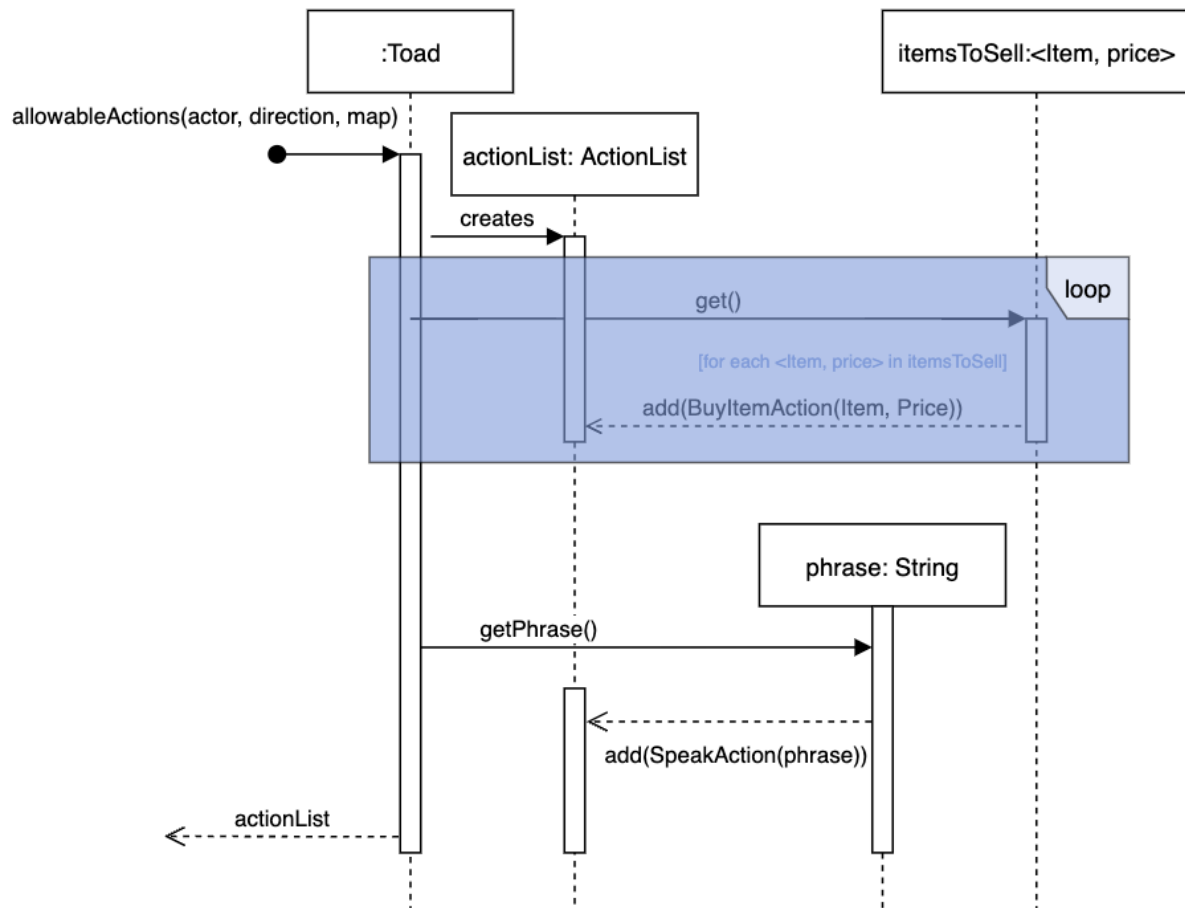 :Toad
itemsToSell:<Item, price>
allowableActions(actor, direction, map)
actionList: ActionList
creates
loop
get()
[for each <Item, price> in itemsToSell]
add(BuyItemAction(Item, Price))
phrase: String
getPhrase()
add(SpeakAction(phrase))
actionList